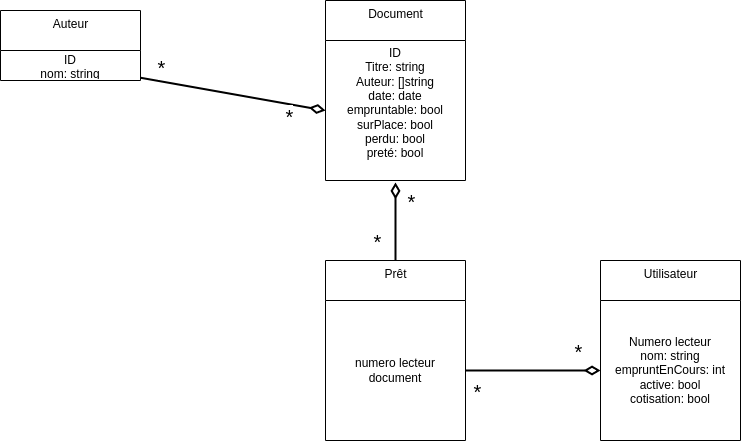 Auteur
ID
nom: string
*
*
Document
ID
Titre: string
Auteur: []string
date: date
empruntable: bool
surPlace: bool
perdu: bool
preté: bool
*
*
Prêt
numero lecteur
document
*
*
Utilisateur
Numero lecteur
nom: string
empruntEnCours: int
active: bool
cotisation: bool